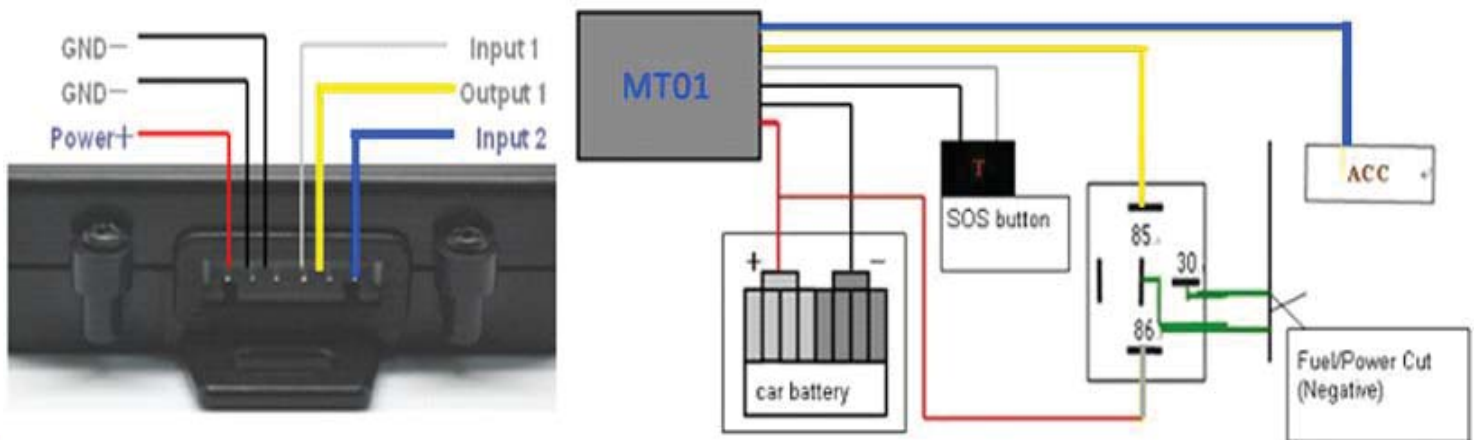 GND−
GND−
Power+
Input 1
Output 1
Input 2
MT01
T
SOS button
+
−
car battery
85
30
86
ACC
Fuel/Power Cut
(Negative)